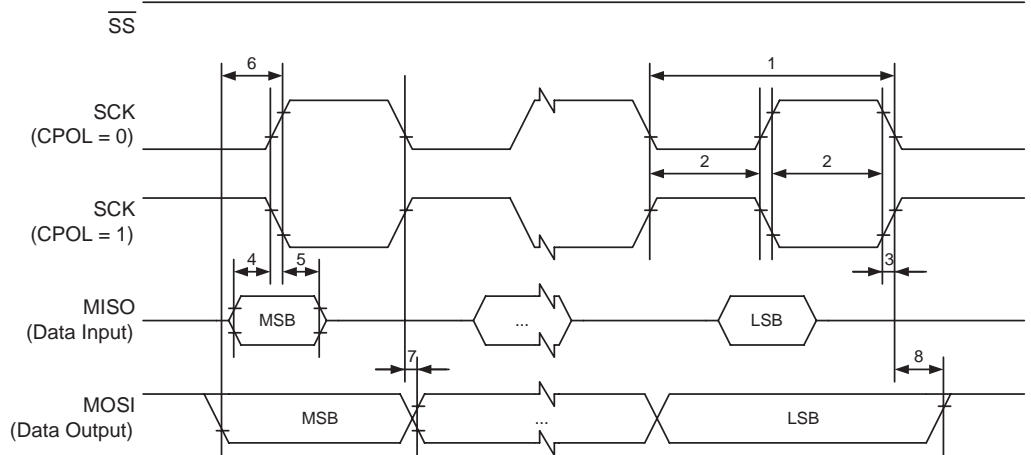 SS
6
1
SCK
(CPOL = 0)
2
2
SCK
(CPOL = 1)
4
5
3
MISO
(Data Input)
MSB
...
LSB
7
8
MOSI
(Data Output)
MSB
...
LSB